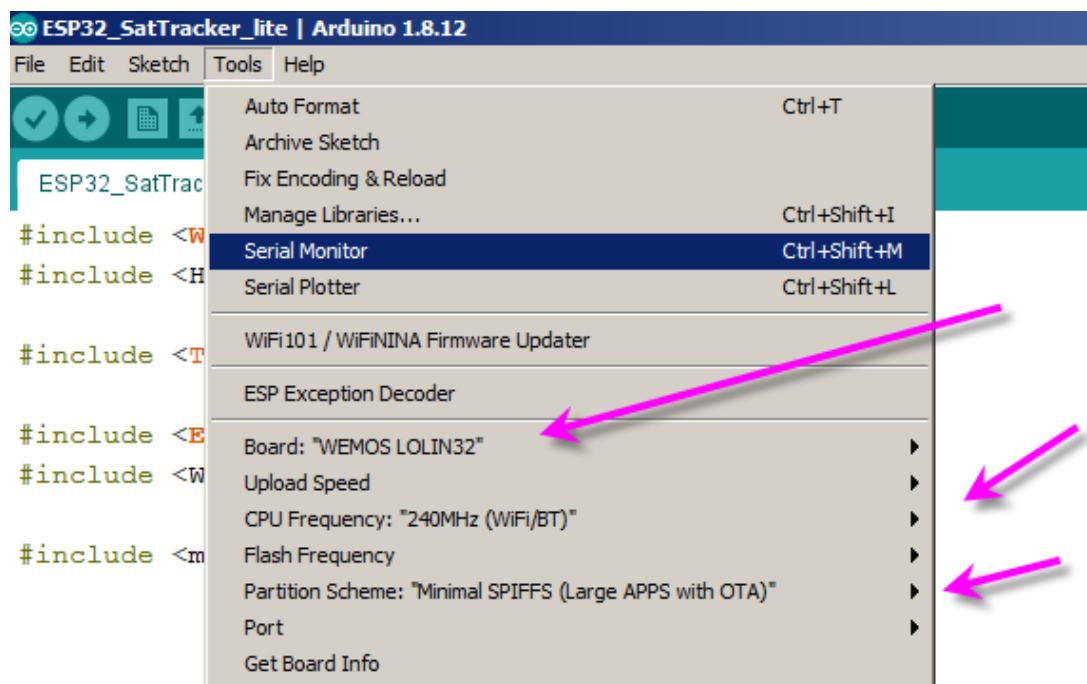 ESP32_SatTracker_lite | Arduino 1.8.12
File Edit Sketch Tools Help
ESP32_SatTrac
#include <W
#include <H
#include <T
#include <E
#include <W
#include <m
Auto Format Ctrl+T
Archive Sketch
Fix Encoding & Reload
Manage Libraries... Ctrl+Shift+I
Serial Monitor Ctrl+Shift+M
Serial Plotter Ctrl+Shift+L
WiFi101 / WiFiNINA Firmware Updater
ESP Exception Decoder
Board: "WEMOS LOLIN32"
Upload Speed
CPU Frequency: "240MHz (WiFi/BT)"
Flash Frequency
Partition Scheme: "Minimal SPIFFS (Large APPS with OTA)"
Port
Get Board Info